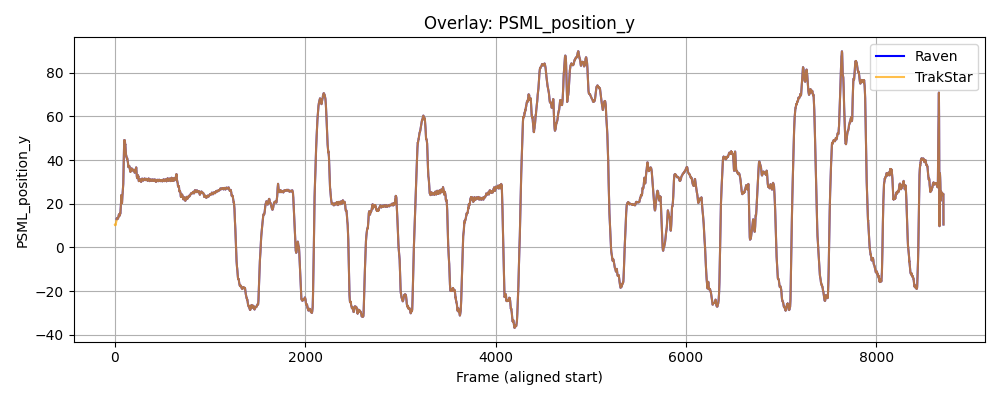 Overlay: PSML_position_y
Raven
TrakStar
PSML_position_y
80
60
40
20
0
−20
−40
0
2000
4000
6000
8000
Frame (aligned start)